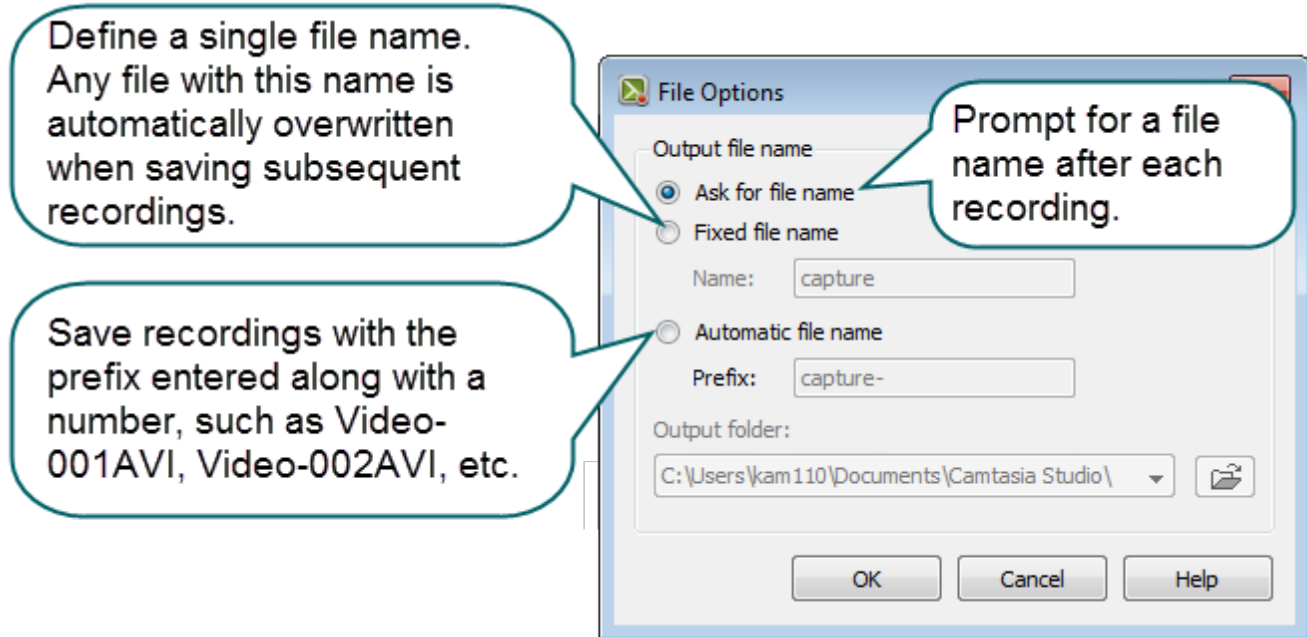 Define a single file name.
Any file with this name is
automatically overwritten
when saving subsequent
recordings.
File Options
Prompt for a file
name after each
recording.
Output file name
Ask for file name
Fixed file name
Name: capture
Save recordings with the
prefix entered along with a
number, such as Video-
001AVI, Video-002AVI, etc.
Automatic file name
Prefix: capture-
Output folder:
C:\Users\kam110\Documents\Camtasia Studio\
OK Cancel Help